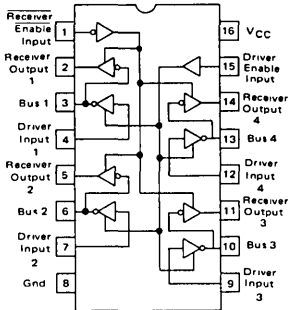 Receiver
Enable
Input
1
Receiver
Output
1
2
Bus 1
3
Driver
Input
1
4
Receiver
Output
2
5
Bus 2
6
Driver
Input
2
7
Gnd
8
16
VCC
15
Driver
Enable
Input
14
Receiver
Output
4
13
Bus 4
12
Driver
Input
4
11
Receiver
Output
3
10
Bus 3
9
Driver
Input
3